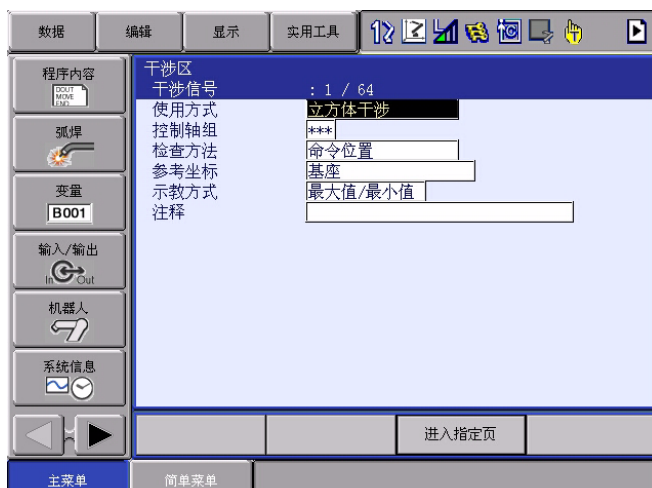 数据 编辑 显示 实用工具
程序内容
DOUT
MOVE
END
弧焊
变量
B001
输入/输出
In Out
机器人
系统信息
干涉区
干涉信号 : 1 / 64
使用方式 立方体干涉
控制轴组 ***
检查方法 命令位置
参考坐标 基座
示教方式 最大值/最小值
注释
进入指定页
主菜单 简单菜单